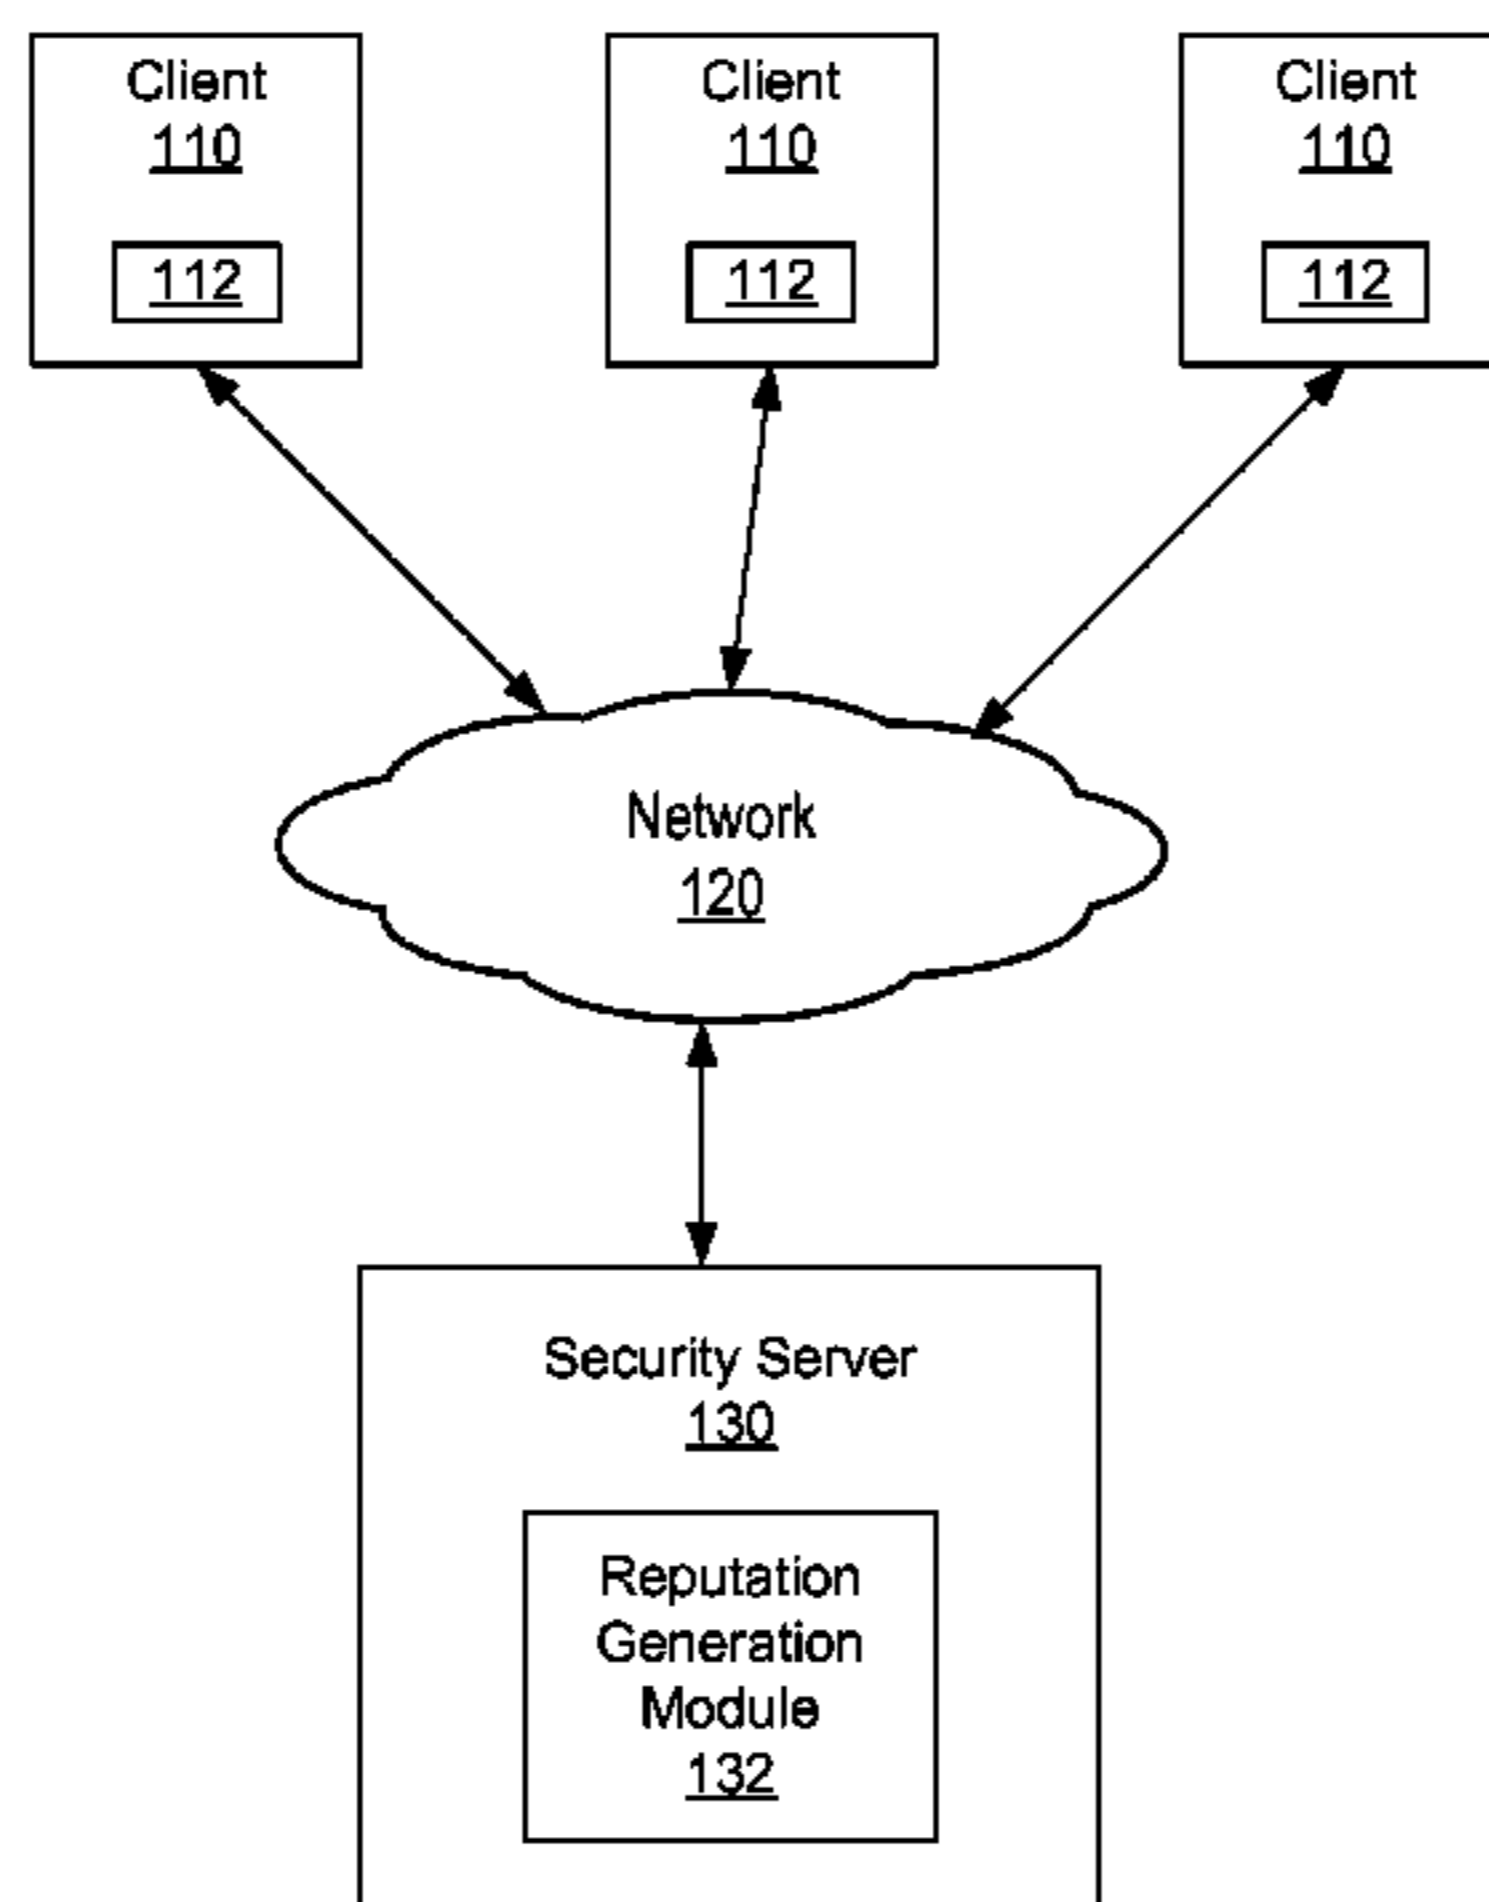 Client
110
112
Client
110
112
Client
110
112
Network
120
Security Server
130
Reputation
Generation
Module
132